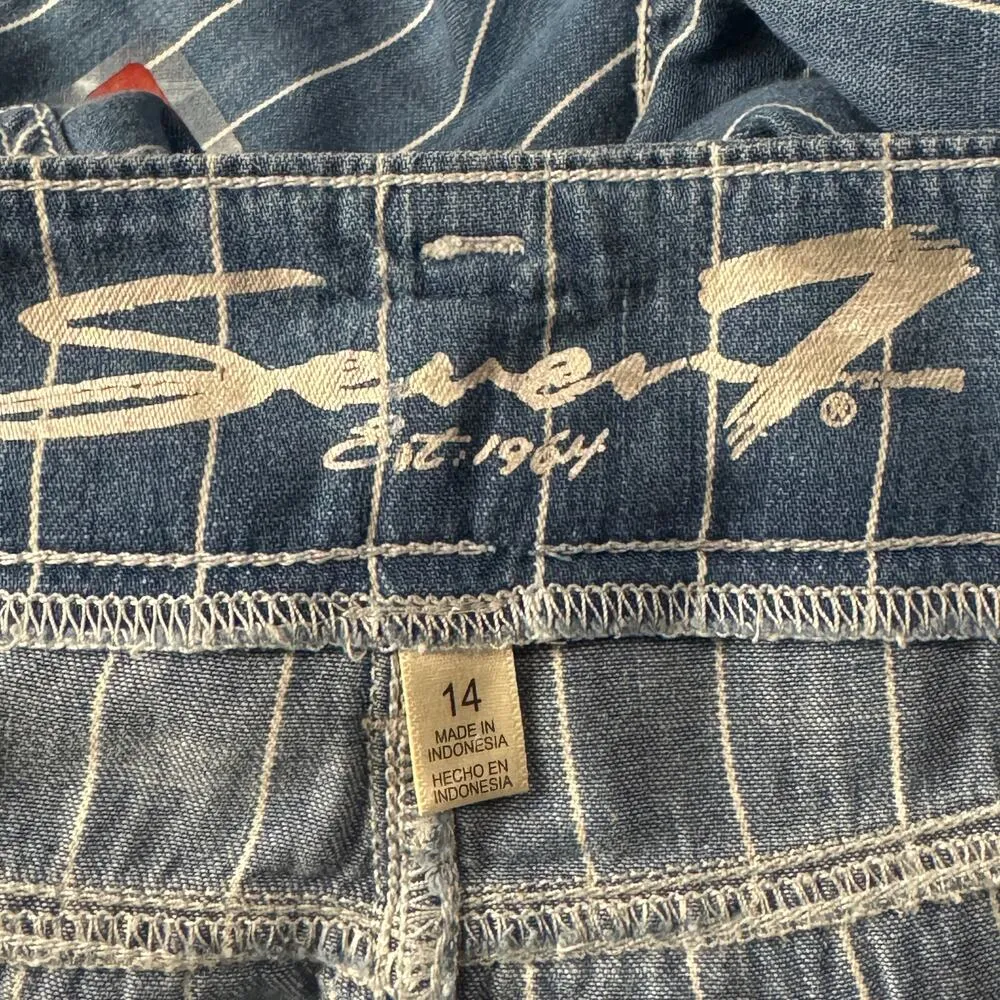 Seven7®
Est. 1964
14
MADE IN
INDONESIA
HECHO EN
INDONESIA